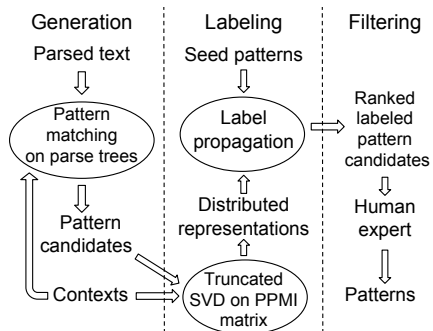 Generation
Parsed text
Pattern
matching
on parse trees
Pattern
candidates
Contexts
Labeling
Seed patterns
Label
propagation
Distributed
representations
Truncated
SVD on PPMI
matrix
Filtering
Ranked
labeled
pattern
candidates
Human
expert
Patterns